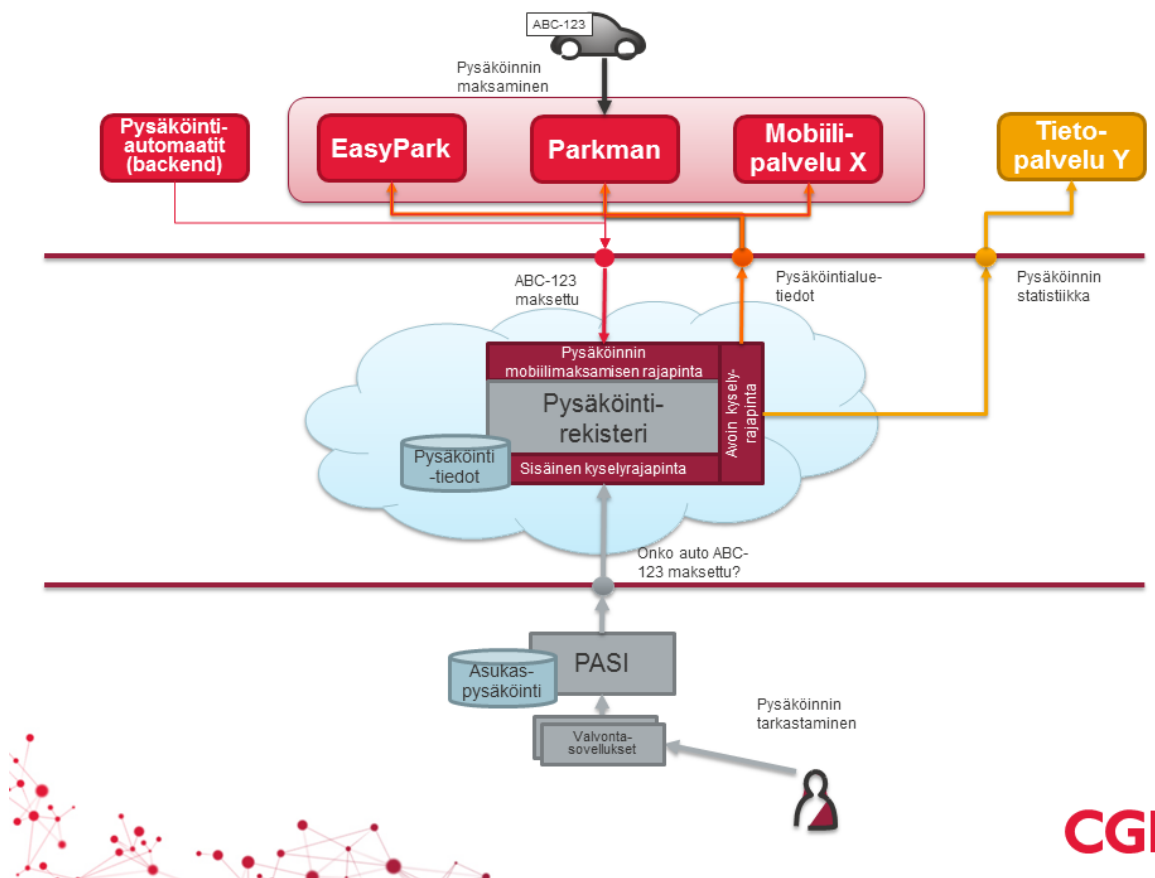 ABC-123
Pysäköinnin
maksaminen
Pysäköinti-
automaatit
(backend)
EasyPark
Parkman
Mobiili-
palvelu X
Tieto-
palvelu Y
ABC-123
maksettu
Pysäköintialue-
tiedot
Pysäköinnin
statistiikka
Pysäköinnin
mobiilimaksamisen rajapinta
Pysäköinti-
rekisteri
Avoin kysely-
rajapinta
Pysäköinti
-tiedot
Sisäinen kyselyrajapinta
Onko auto ABC-
123 maksettu?
PASI
Asukas-
pysäköinti
Pysäköinnin
tarkastaminen
Valvonta-
sovellukset
CGI